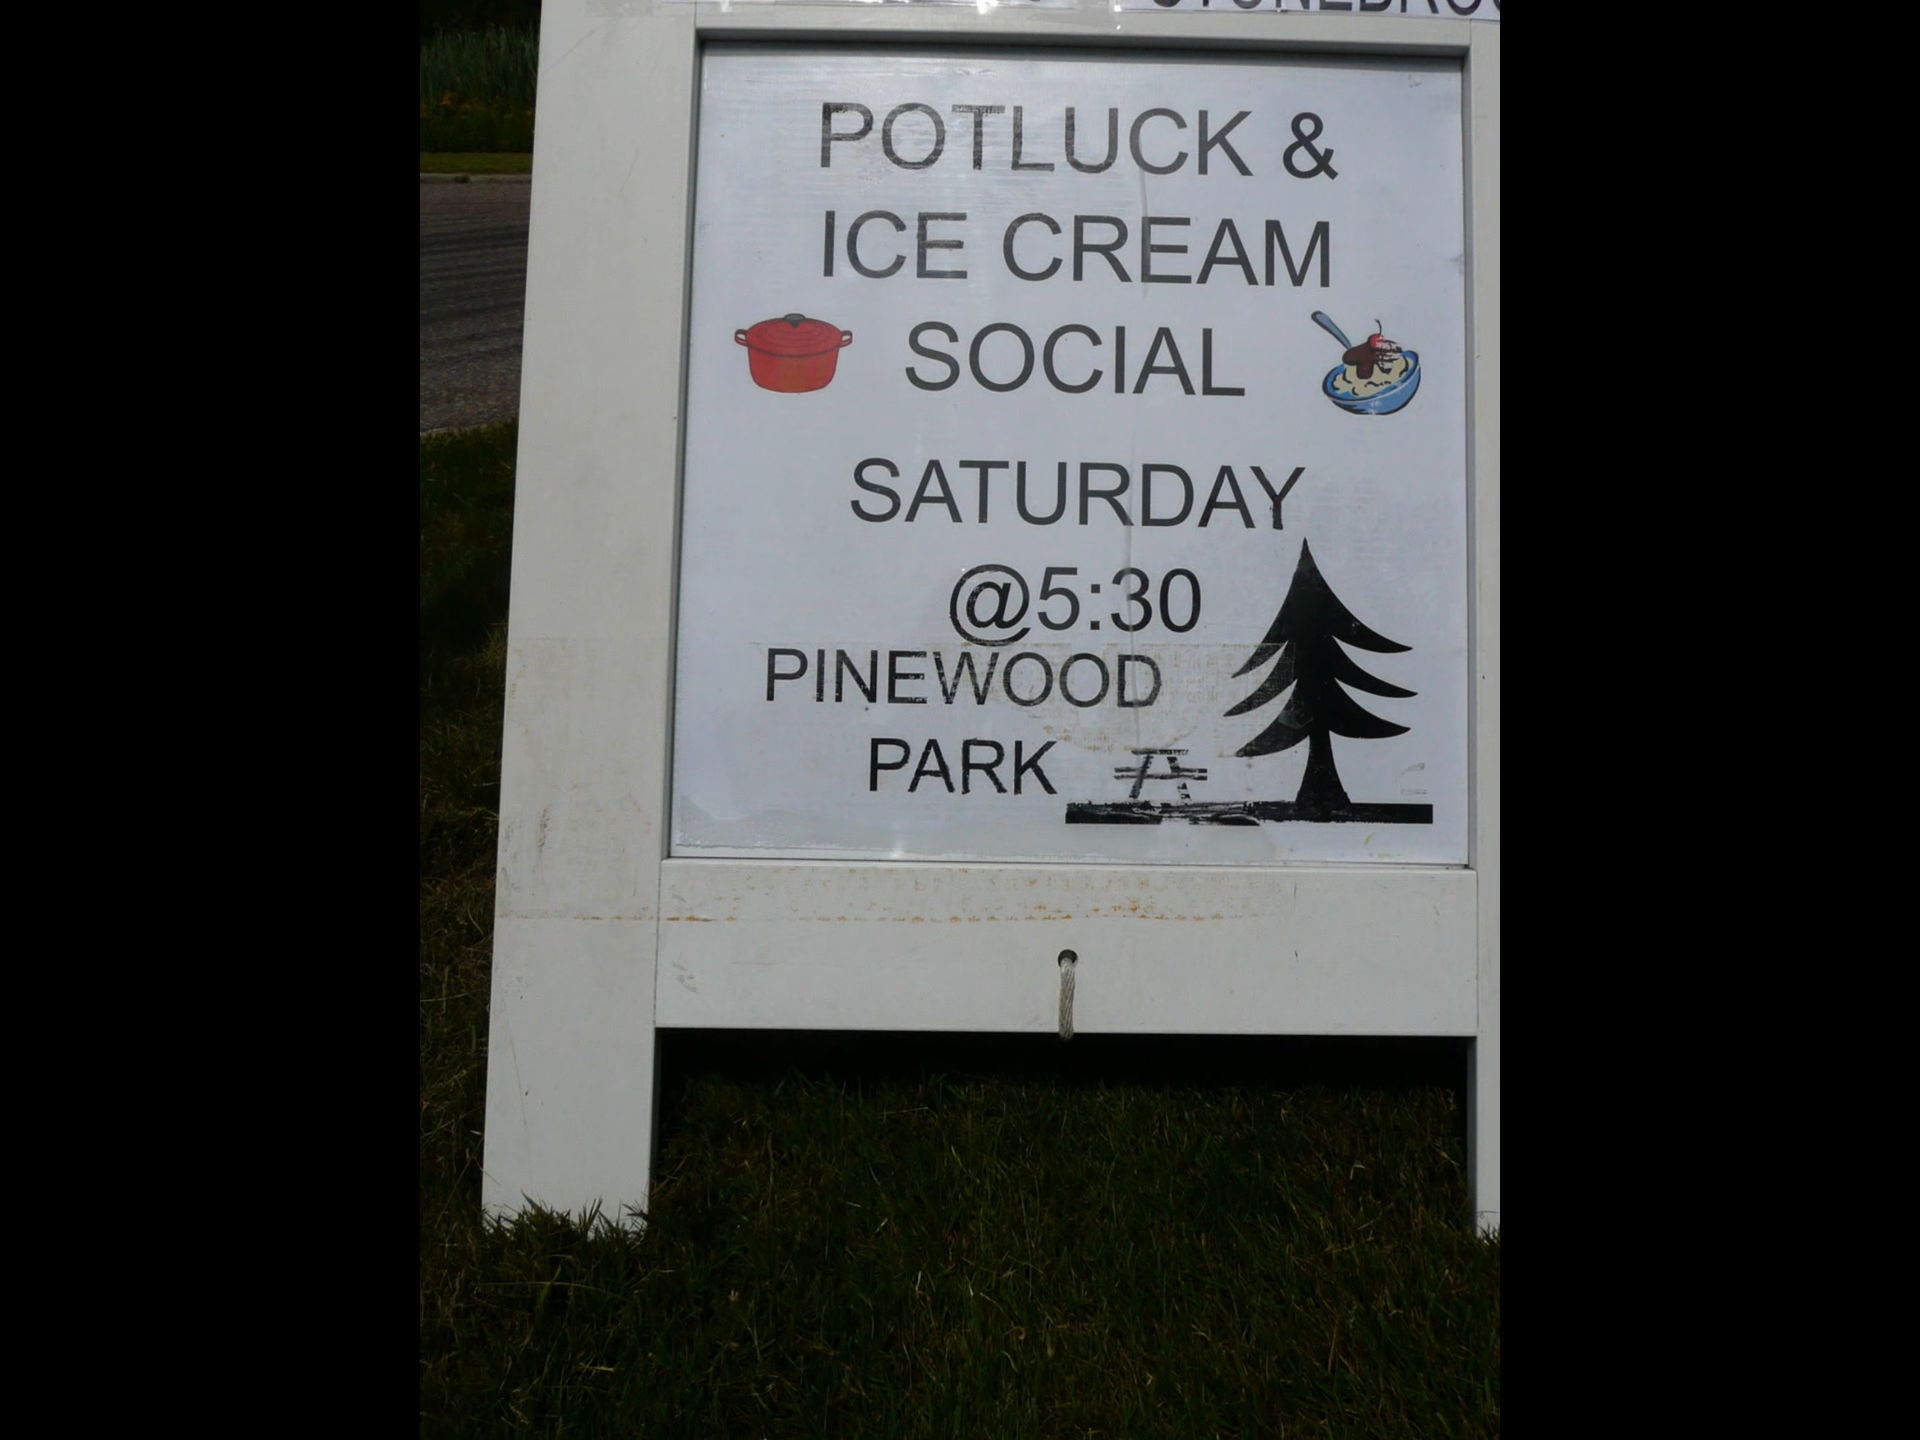 POTLUCK &
ICE CREAM
SOCIAL
SATURDAY
@5:30
PINEWOOD
PARK